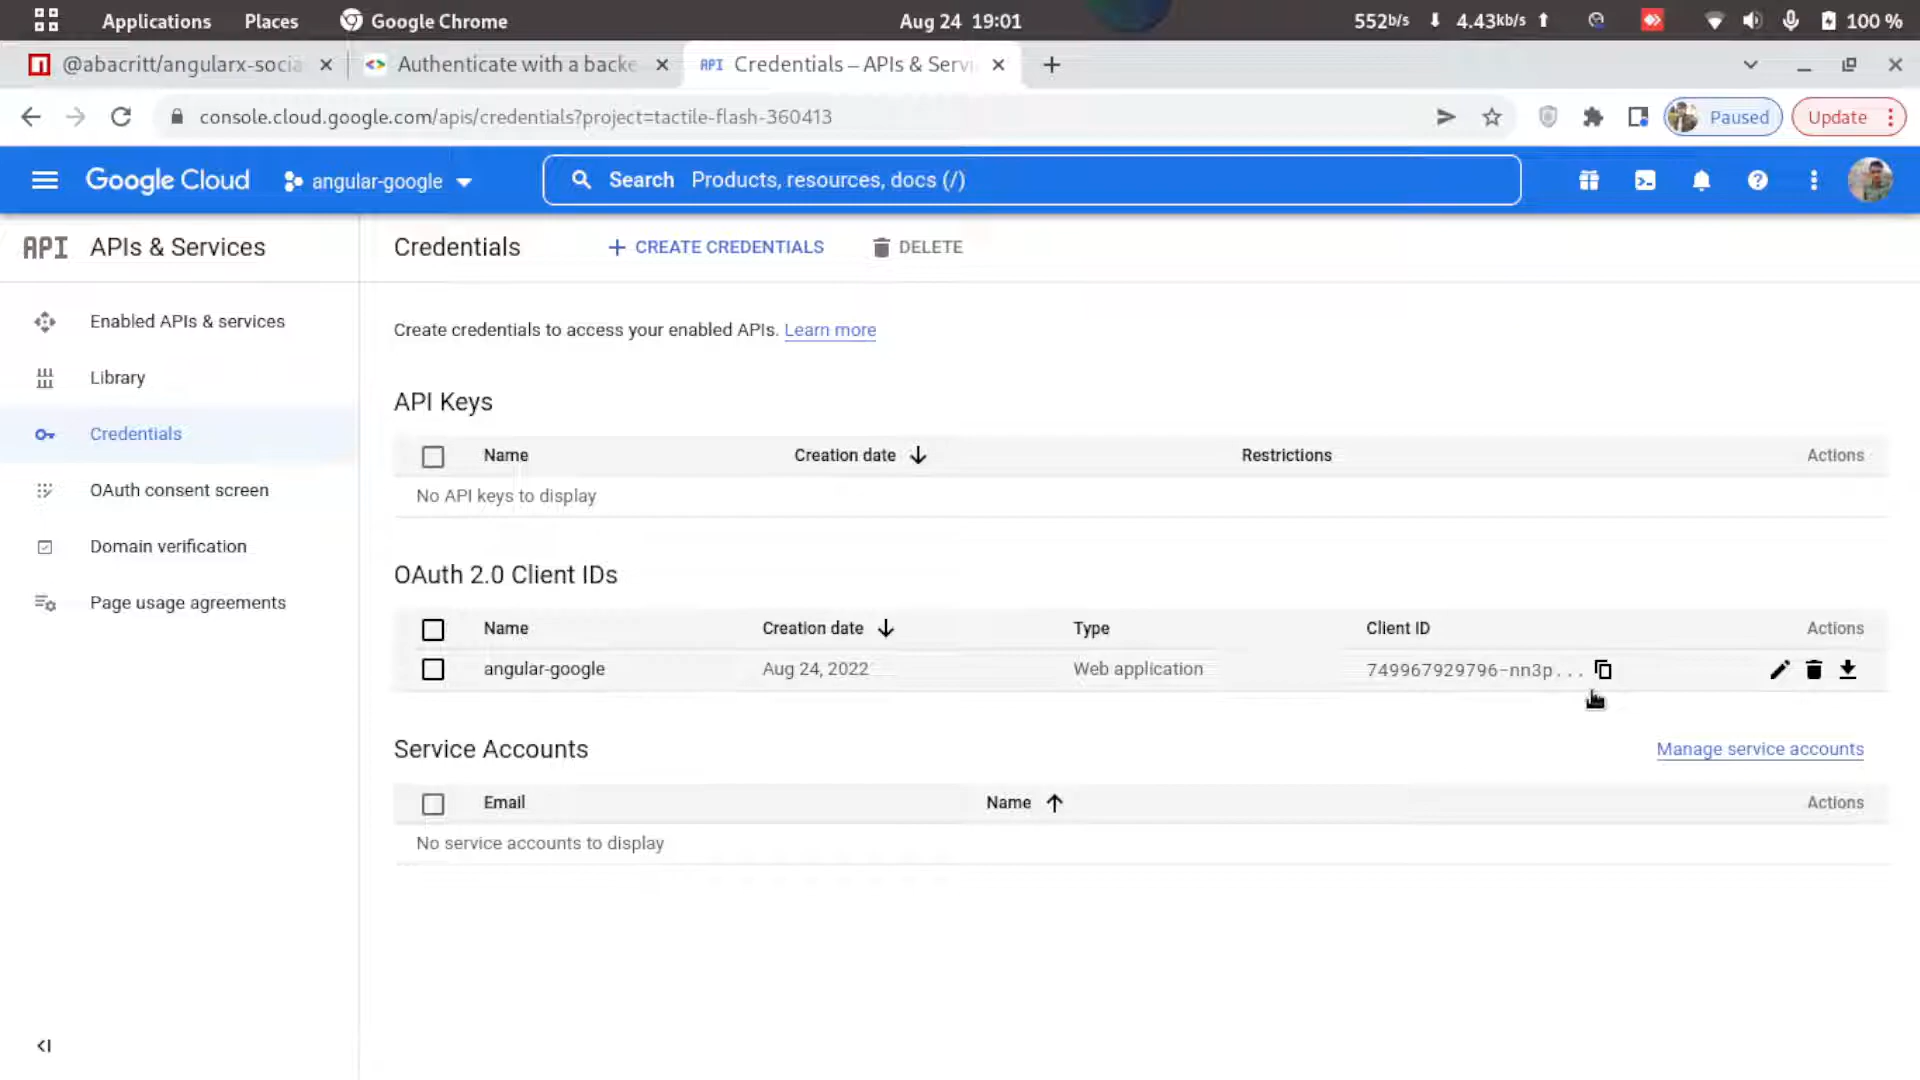 Applications Places Google Chrome Aug 24 19:01 552b/s 4.43kb/s 100 %
@abacritt/angularx-socia Authenticate with a backe API Credentials – APIs & Servi
console.cloud.google.com/apis/credentials?project=tactile-flash-360413 Paused Update
Google Cloud angular-google Search Products, resources, docs (/)
API APIs & Services Credentials CREATE CREDENTIALS DELETE
Enabled APIs & services
Library
Credentials
OAuth consent screen
Domain verification
Page usage agreements
Create credentials to access your enabled APIs. Learn more
API Keys
Name Creation date Restrictions Actions
No API keys to display
OAuth 2.0 Client IDs
Name Creation date Type Client ID Actions
angular-google Aug 24, 2022 Web application 749967929796-nn3p...
Service Accounts Manage service accounts
Email Name Actions
No service accounts to display